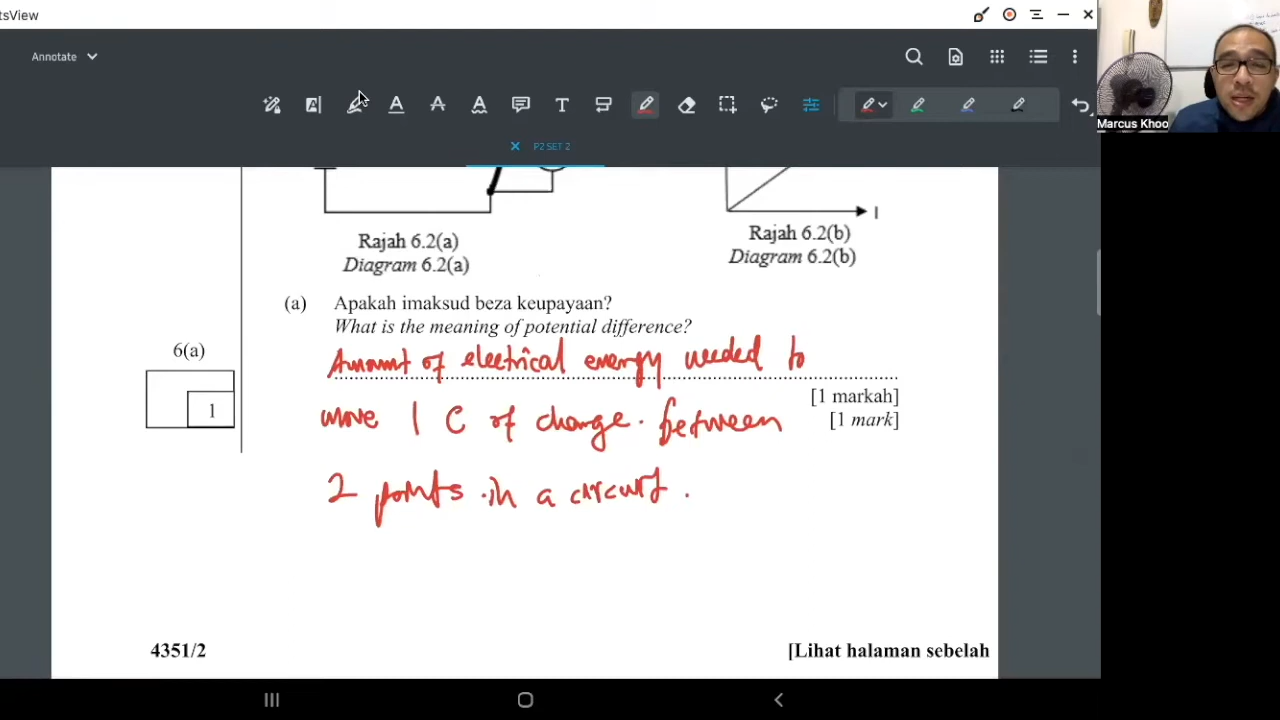 tsView
Annotate
Marcus Khoo
P2 SET 2
I
Rajah 6.2(a)
Diagram 6.2(a)
Rajah 6.2(b)
Diagram 6.2(b)
(a) Apakah imaksud beza keupayaan?
What is the meaning of potential difference?
6(a)
1
Amount of electrical energy needed to
[1 markah]
[1 mark]
move 1 C of charge. between
2 points in a circuit.
4351/2
[Lihat halaman sebelah